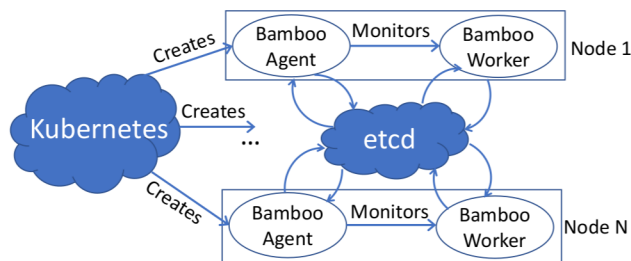 Creates
Bamboo
Agent
Monitors
Bamboo
Worker
Node 1
Kubernetes
Creates
...
etcd
Creates
Bamboo
Agent
Monitors
Bamboo
Worker
Node N